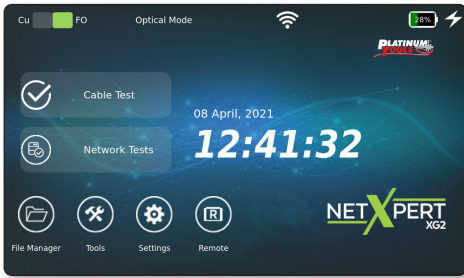 Cu FO Optical Mode 28%
PLATINUM TOOLS
Cable Test
08 April, 2021
Network Tests
12:41:32
R
NETXPERT
XG2
File Manager Tools Settings Remote